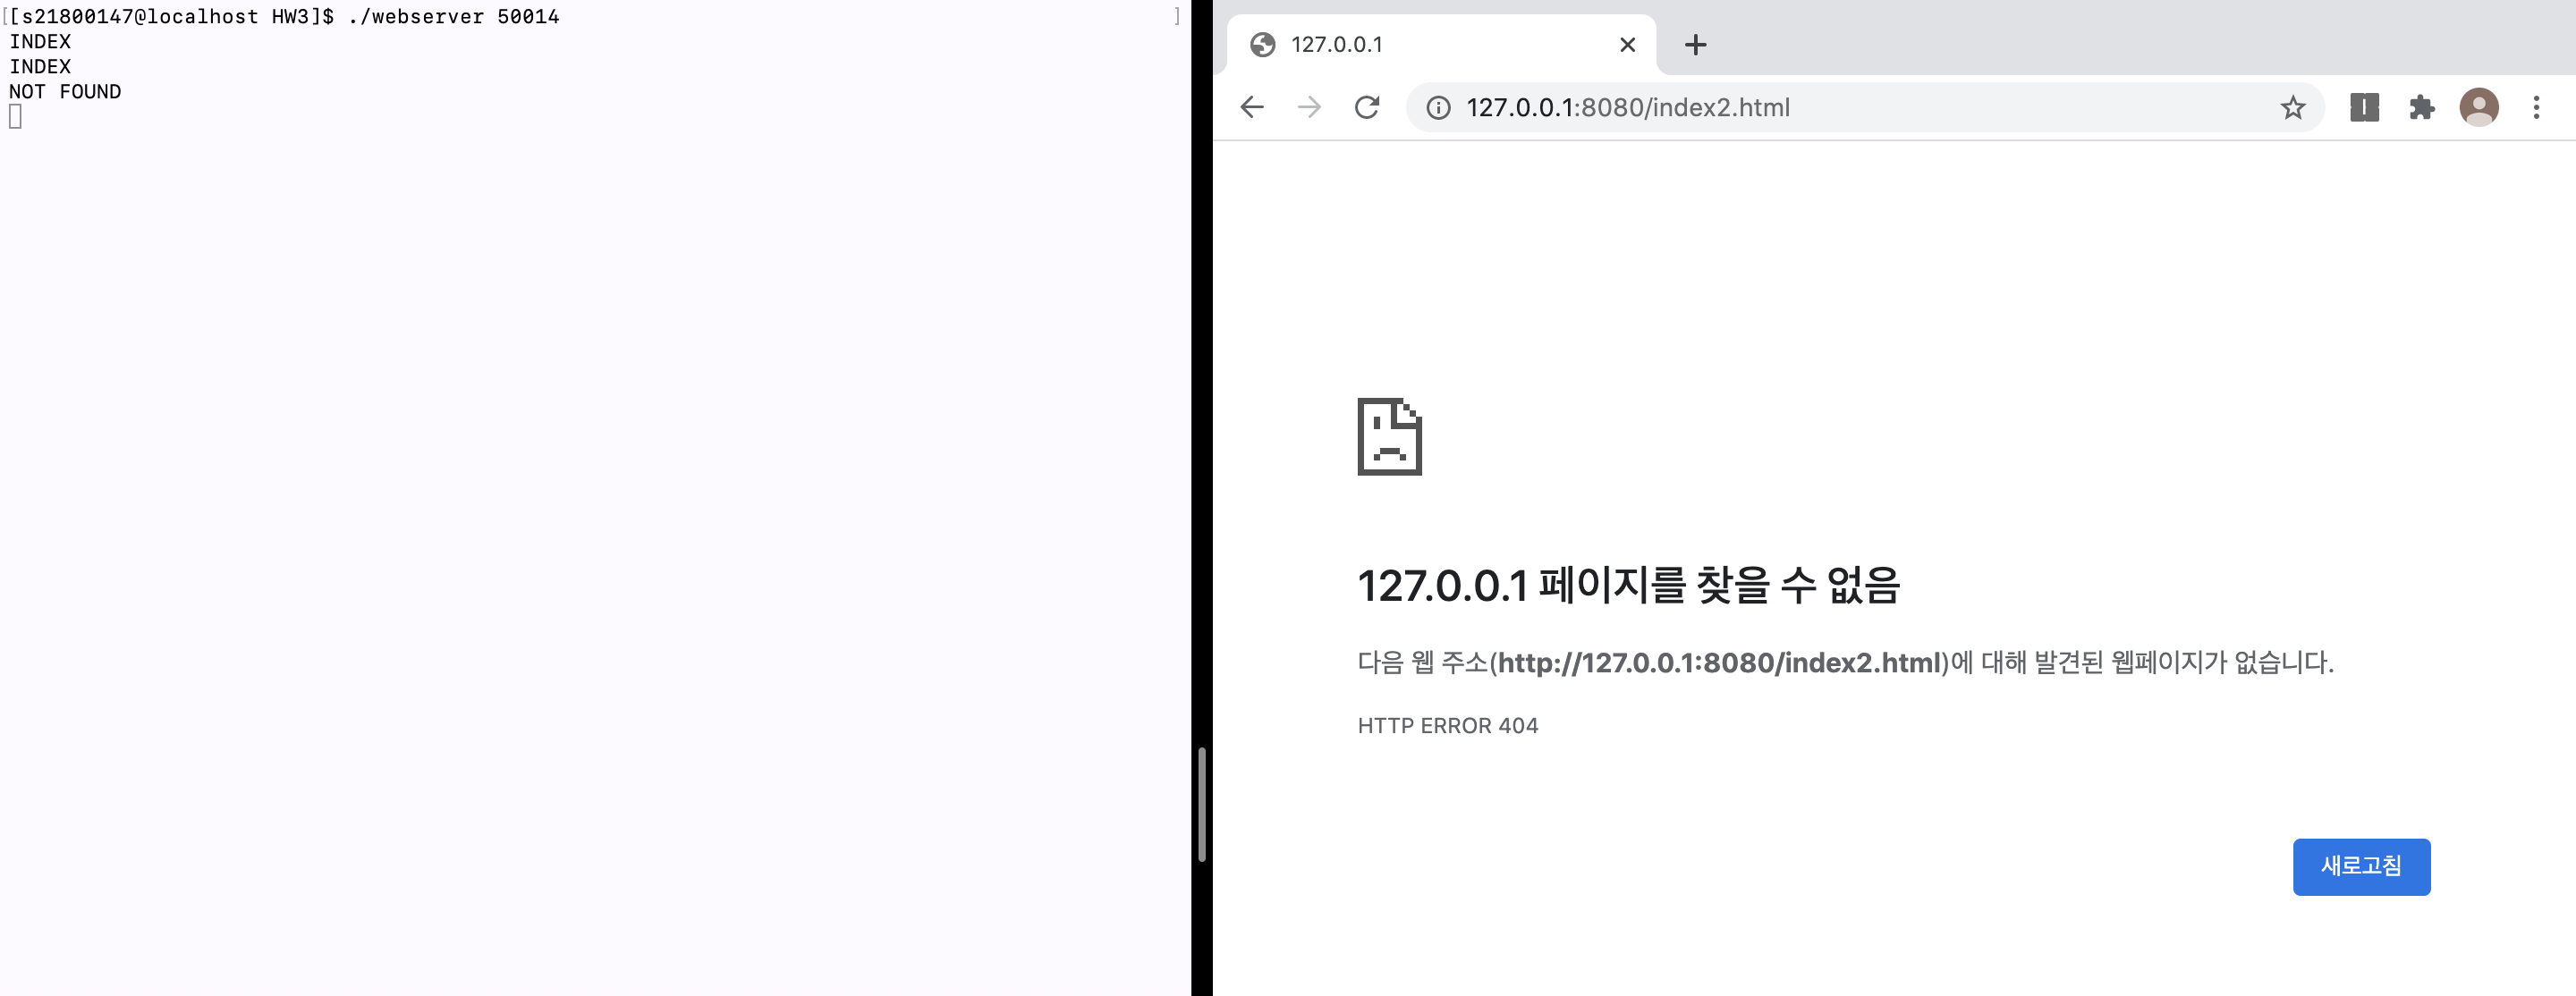 [[s21800147@localhost HW3]$ ./webserver 50014 ]
INDEX
INDEX
NOT FOUND
127.0.0.1
127.0.0.1:8080/index2.html
127.0.0.1 페이지를 찾을 수 없음
다음 웹 주소(http://127.0.0.1:8080/index2.html)에 대해 발견된 웹페이지가 없습니다.
HTTP ERROR 404
새로고침